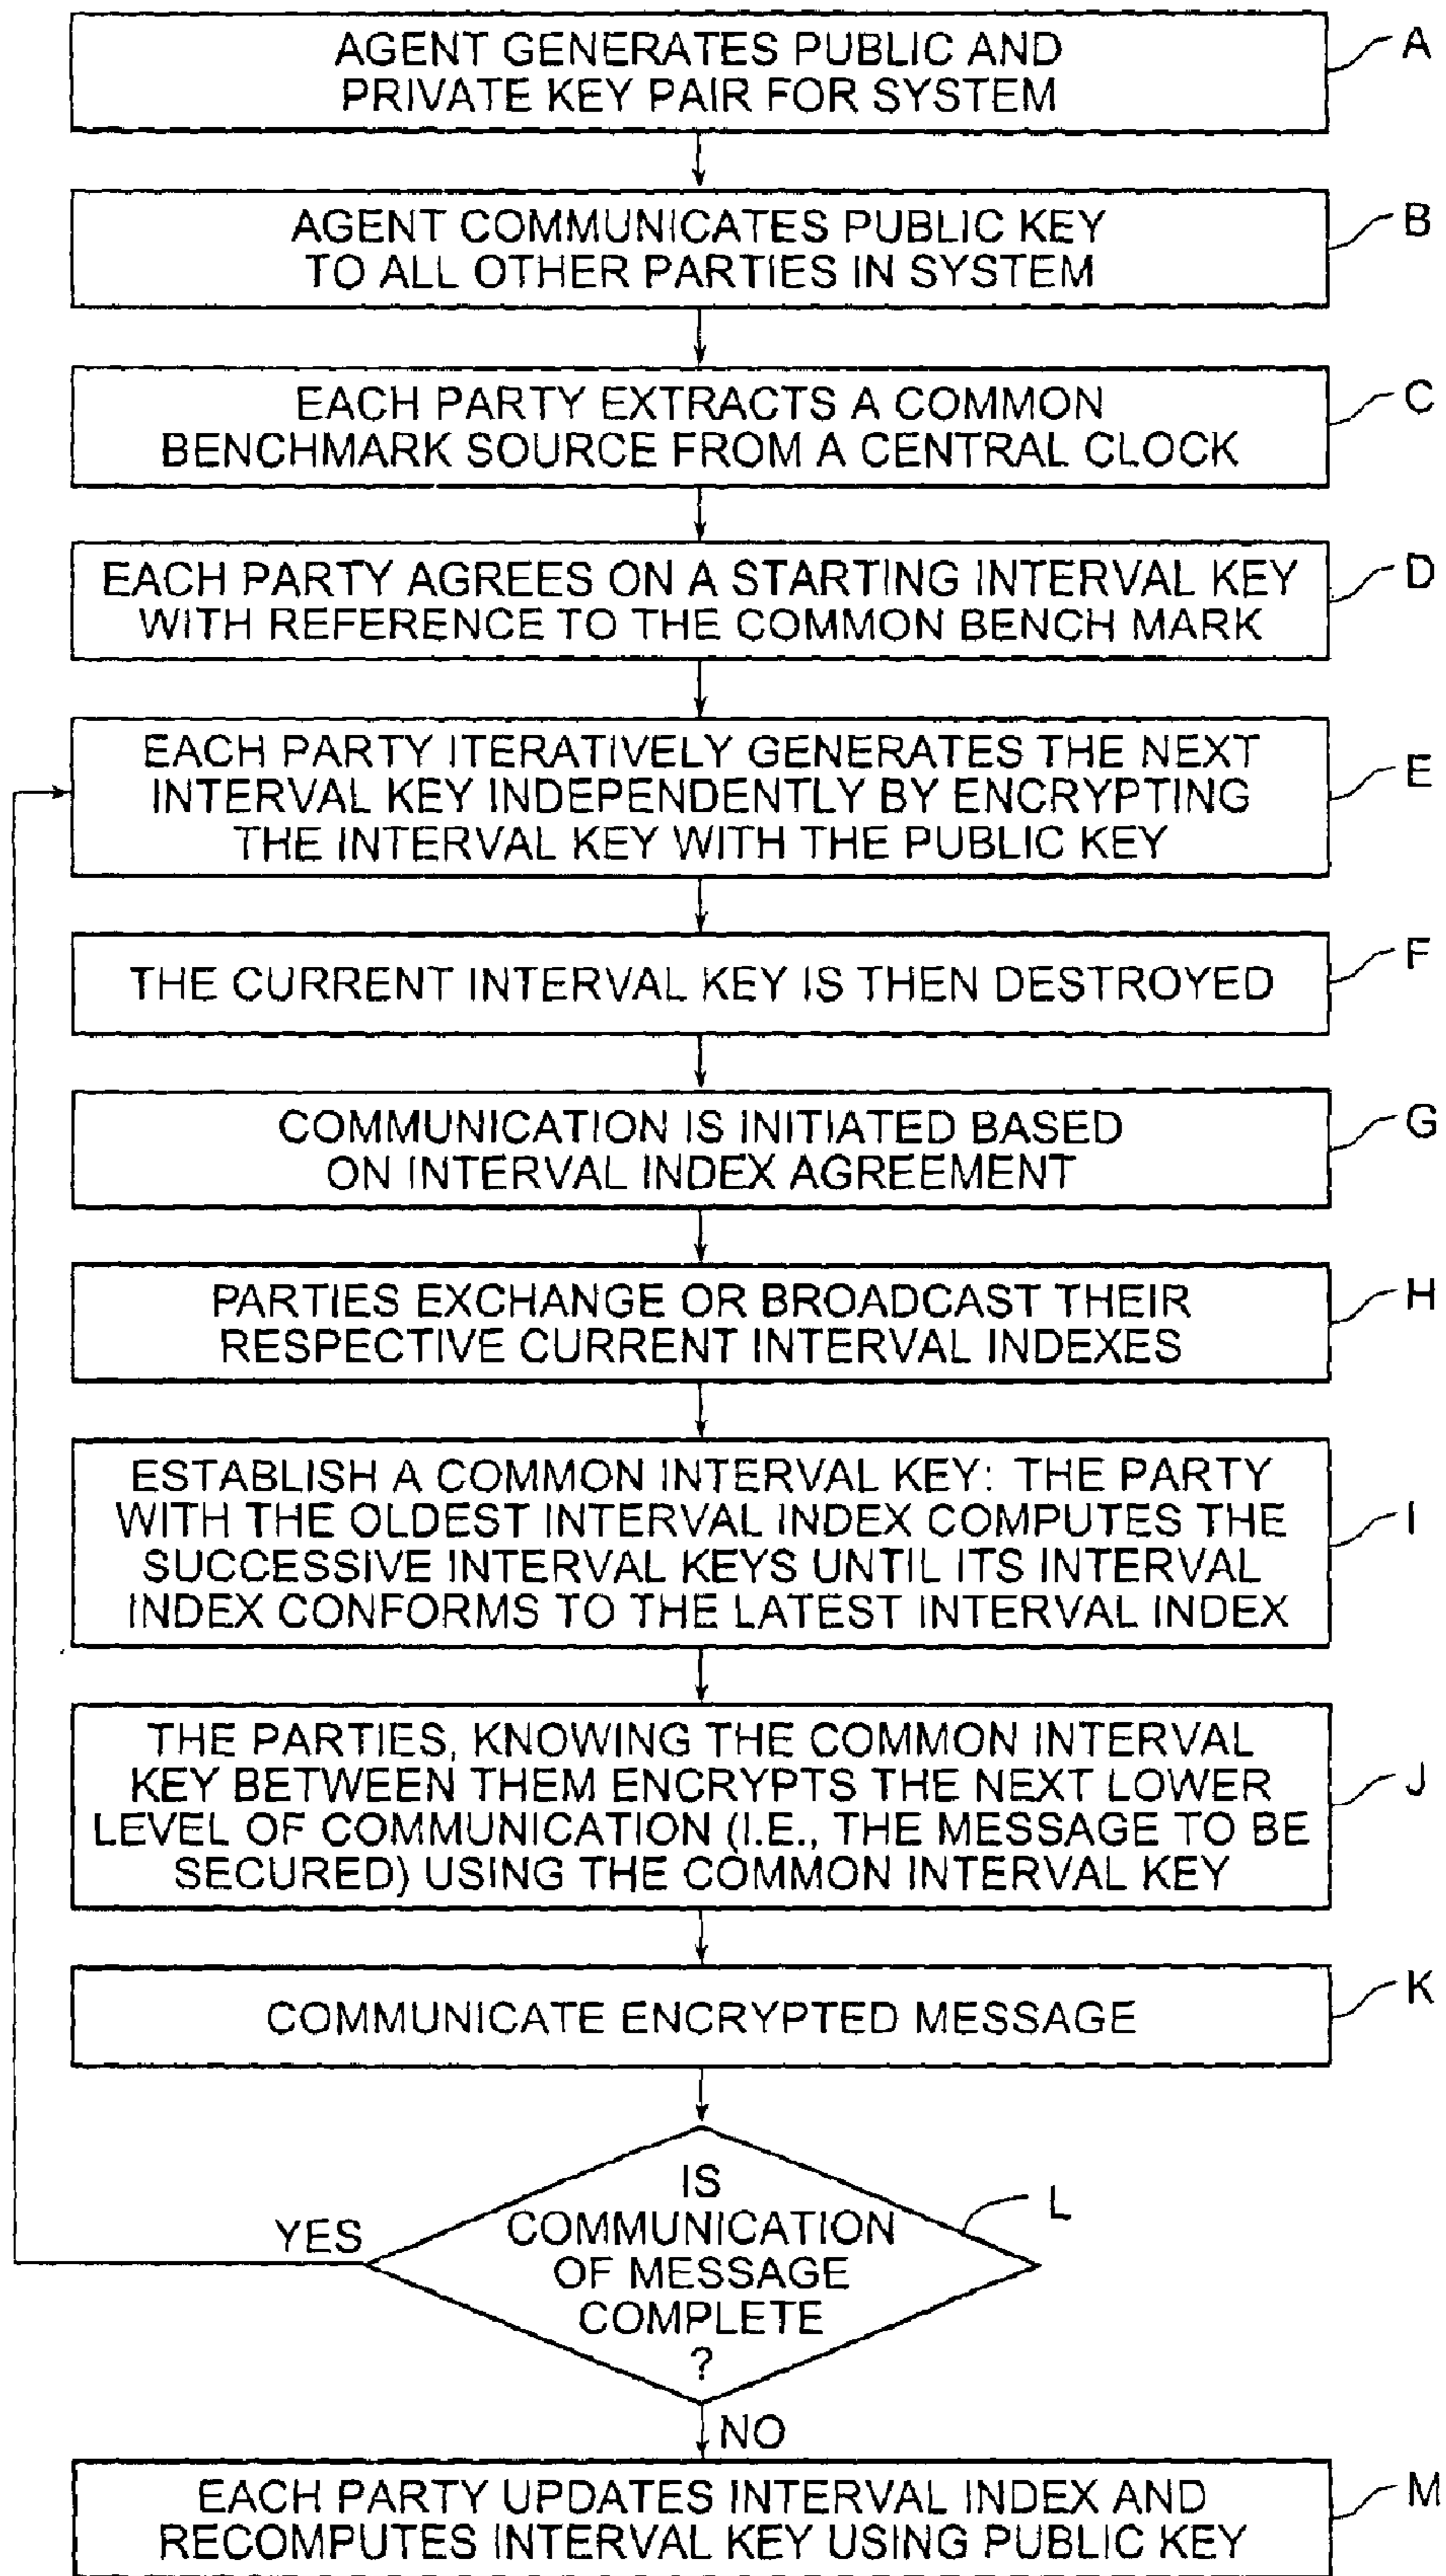 AGENT GENERATES PUBLIC AND
PRIVATE KEY PAIR FOR SYSTEM
A
AGENT COMMUNICATES PUBLIC KEY
TO ALL OTHER PARTIES IN SYSTEM
B
EACH PARTY EXTRACTS A COMMON
BENCHMARK SOURCE FROM A CENTRAL CLOCK
C
EACH PARTY AGREES ON A STARTING INTERVAL KEY
WITH REFERENCE TO THE COMMON BENCH MARK
D
EACH PARTY ITERATIVELY GENERATES THE NEXT
INTERVAL KEY INDEPENDENTLY BY ENCRYPTING
THE INTERVAL KEY WITH THE PUBLIC KEY
E
THE CURRENT INTERVAL KEY IS THEN DESTROYED
F
COMMUNICATION IS INITIATED BASED
ON INTERVAL INDEX AGREEMENT
G
PARTIES EXCHANGE OR BROADCAST THEIR
RESPECTIVE CURRENT INTERVAL INDEXES
H
ESTABLISH A COMMON INTERVAL KEY: THE PARTY
WITH THE OLDEST INTERVAL INDEX COMPUTES THE
SUCCESSIVE INTERVAL KEYS UNTIL ITS INTERVAL
INDEX CONFORMS TO THE LATEST INTERVAL INDEX
I
THE PARTIES, KNOWING THE COMMON INTERVAL
KEY BETWEEN THEM ENCRYPTS THE NEXT LOWER
LEVEL OF COMMUNICATION (I.E., THE MESSAGE TO BE
SECURED) USING THE COMMON INTERVAL KEY
J
COMMUNICATE ENCRYPTED MESSAGE
K
IS
COMMUNICATION
OF MESSAGE
COMPLETE
?
L
YES
NO
EACH PARTY UPDATES INTERVAL INDEX AND
RECOMPUTES INTERVAL KEY USING PUBLIC KEY
M